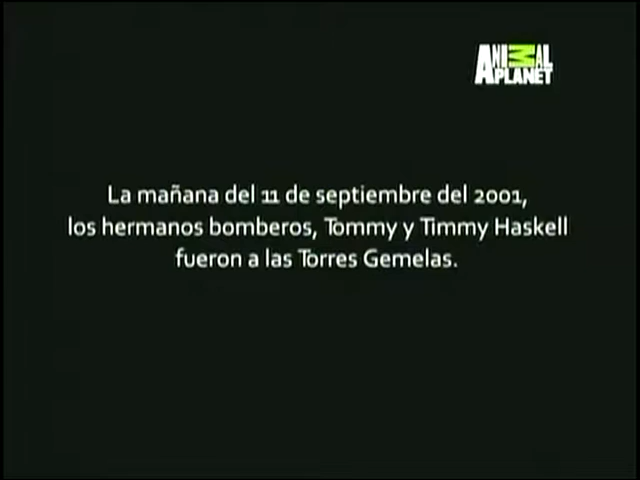 ANIMAL
PLANET
La mañana del 11 de septiembre del 2001,
los hermanos bomberos, Tommy y Timmy Haskell
fueron a las Torres Gemelas.